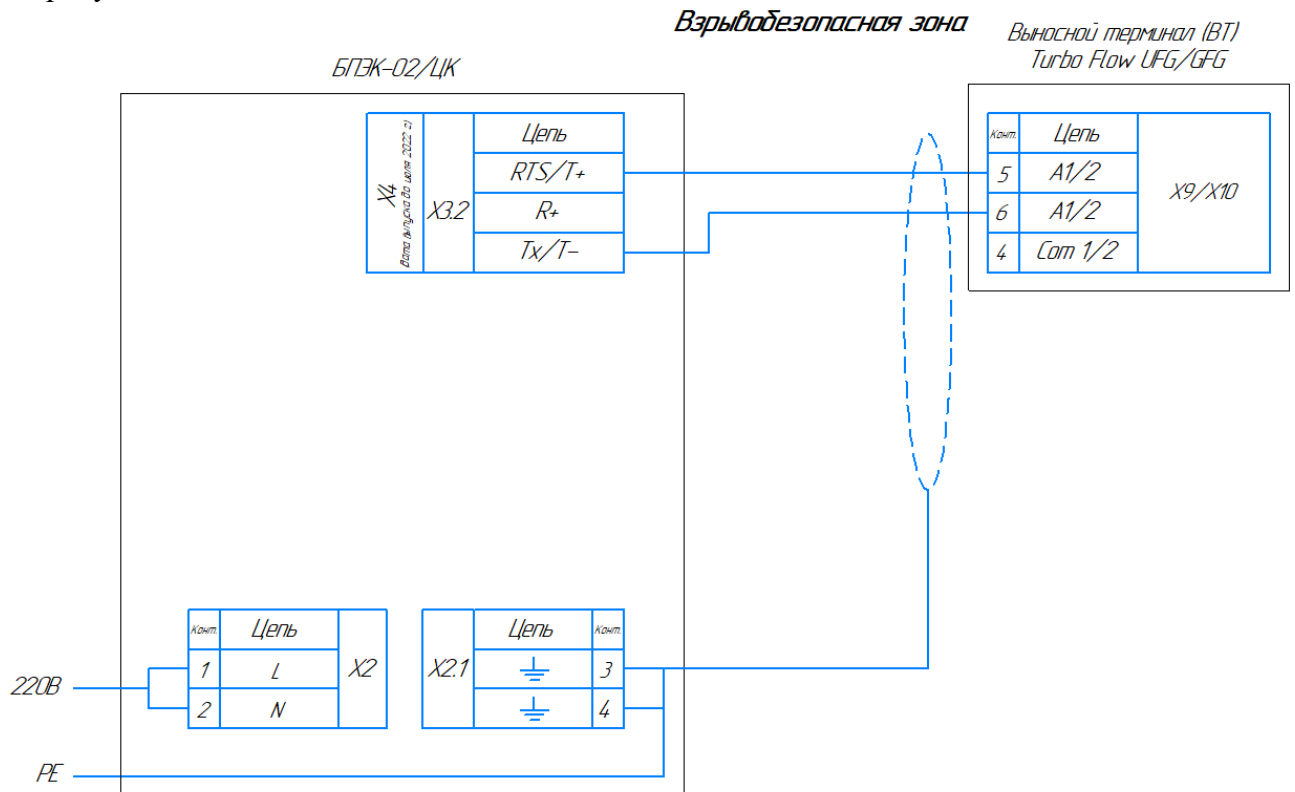 Взрывобезопасная зона
Выносной терминал (ВТ)
Turbo Flow UFG/GFG
БПЭК-02/ЦК
X4
Дата выпуска до июля 2022 г)
X3.2
Цепь
RTS/T+
R+
Tx/T-
Конт.
Цепь
5
A1/2
6
A1/2
4
Com 1/2
X9/X10
Конт.
Цепь
1
L
2
N
X2
X2.1
Цепь
Конт.
3
4
220В
PE